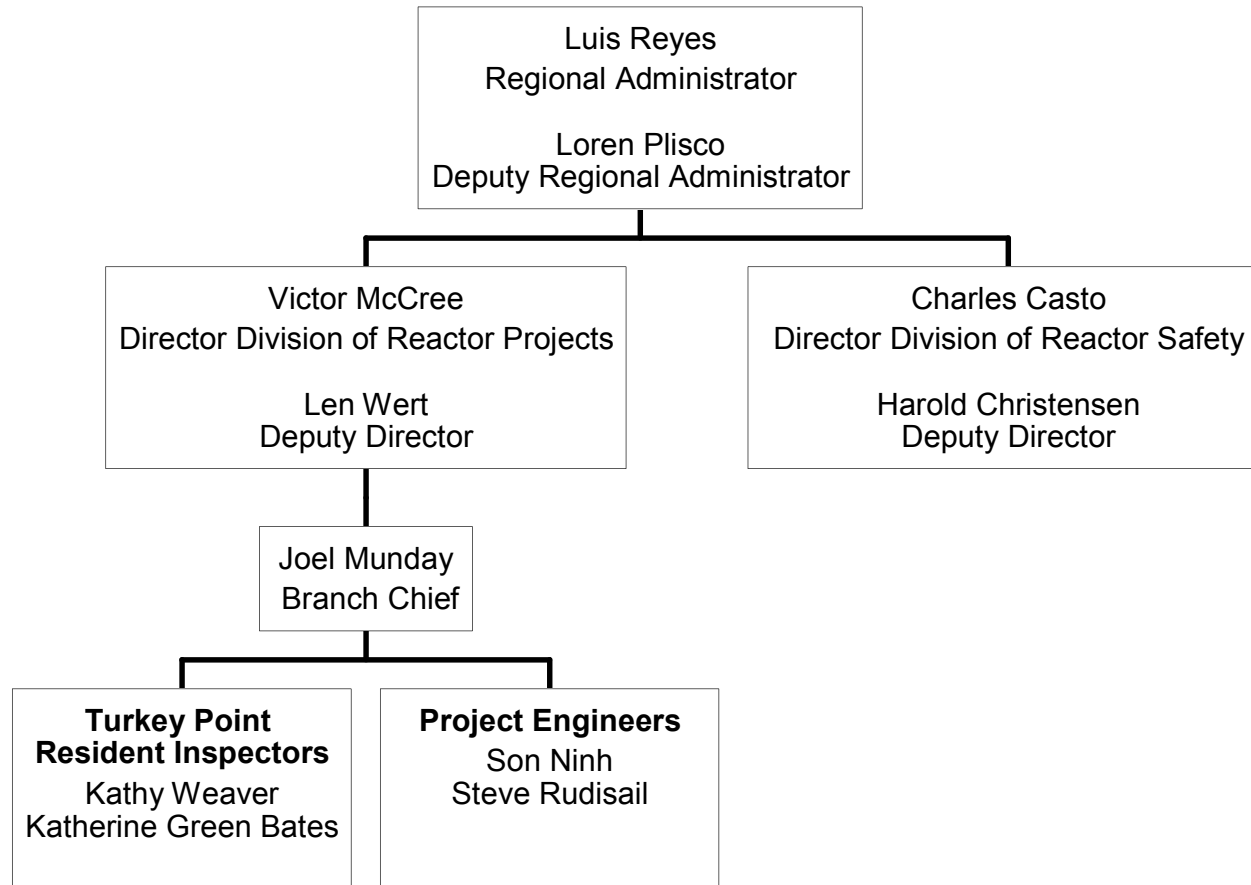 Luis Reyes
Regional Administrator
Loren Plisco
Deputy Regional Administrator
Victor McCree
Director Division of Reactor Projects
Len Wert
Deputy Director
Charles Casto
Director Division of Reactor Safety
Harold Christensen
Deputy Director
Joel Munday
Branch Chief
Turkey Point
Resident Inspectors
Kathy Weaver
Katherine Green Bates
Project Engineers
Son Ninh
Steve Rudisail